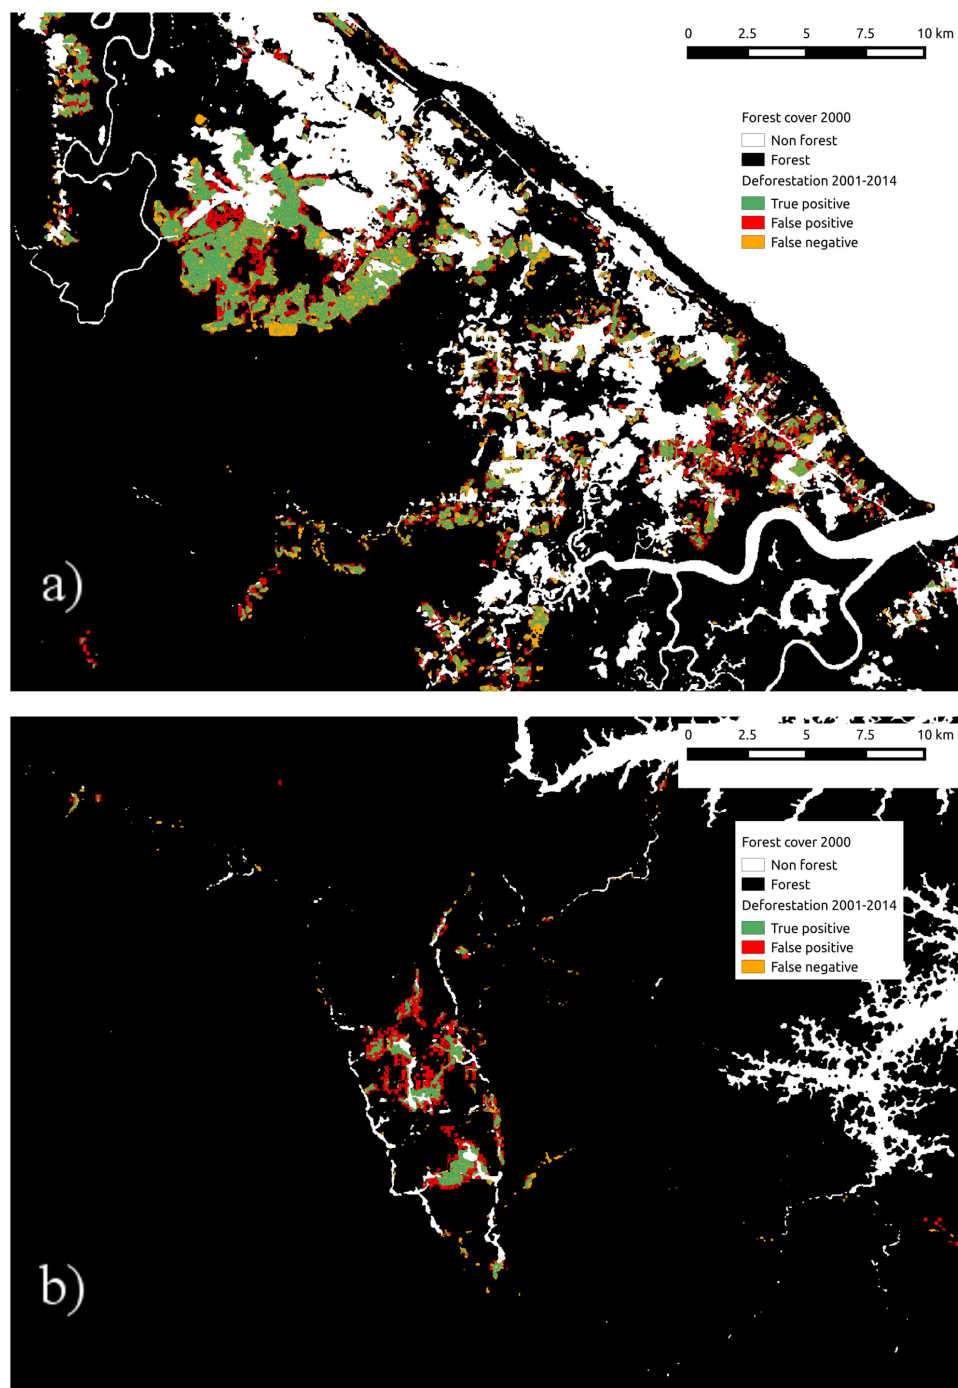 0 2.5 5 7.5 10 km
Forest cover 2000
Non forest
Forest
Deforestation 2001-2014
True positive
False positive
False negative
a)
0 2.5 5 7.5 10 km
Forest cover 2000
Non forest
Forest
Deforestation 2001-2014
True positive
False positive
False negative
b)